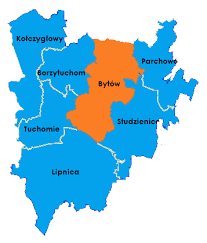 Kołczygłowy
Borzytuchom
Parchowo
Bytów
Tuchomie
Studzienice
Lipnica